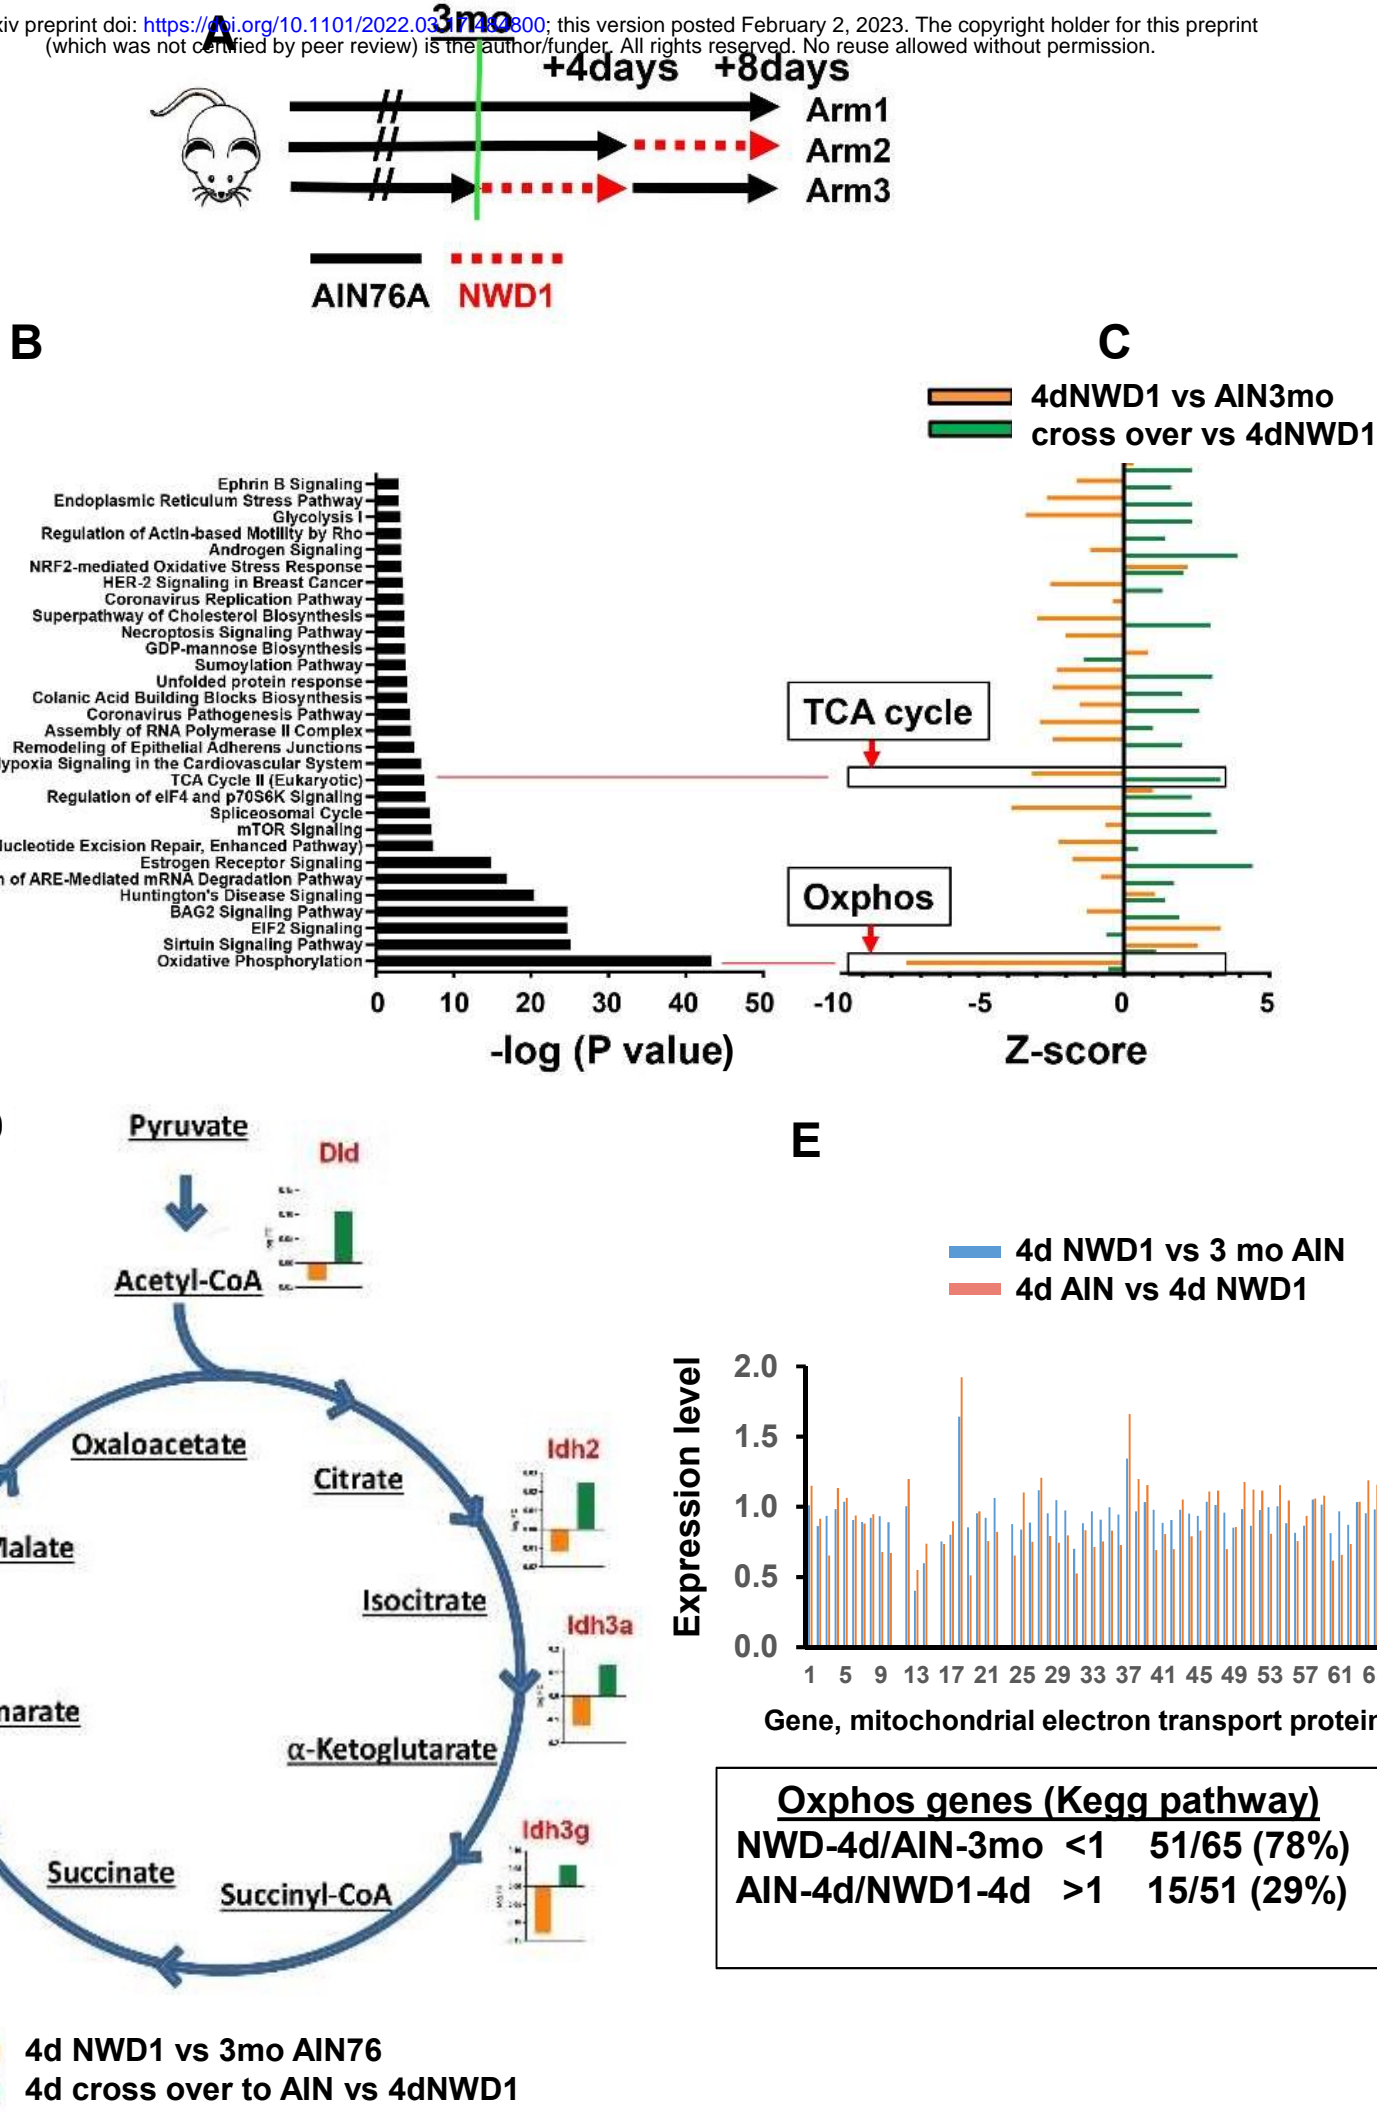 xiv preprint doi: https://doi.org/10.1101/2022.03.17.484800; this version posted February 2, 2023. The copyright holder for this preprint
(which was not certified by peer review) is the author/funder. All rights reserved. No reuse allowed without permission.
A
3mo
+4days +8days
Arm1
Arm2
Arm3
AIN76A NWD1
B
C
4dNWD1 vs AIN3mo
cross over vs 4dNWD1
Ephrin B Signaling
Endoplasmic Reticulum Stress Pathway
Glycolysis I
Regulation of Actin-based Motility by Rho
Androgen Signaling
NRF2-mediated Oxidative Stress Response
HER-2 Signaling in Breast Cancer
Coronavirus Replication Pathway
Superpathway of Cholesterol Biosynthesis
Necroptosis Signaling Pathway
GDP-mannose Biosynthesis
Sumoylation Pathway
Unfolded protein response
Colanic Acid Building Blocks Biosynthesis
Coronavirus Pathogenesis Pathway
Assembly of RNA Polymerase II Complex
Remodeling of Epithelial Adherens Junctions
ypoxia Signaling in the Cardiovascular System
TCA Cycle II (Eukaryotic)
Regulation of eIF4 and p70S6K Signaling
Spliceosomal Cycle
mTOR Signaling
ucleotide Excision Repair, Enhanced Pathway)
Estrogen Receptor Signaling
n of ARE-Mediated mRNA Degradation Pathway
Huntington's Disease Signaling
BAG2 Signaling Pathway
EIF2 Signaling
Sirtuin Signaling Pathway
Oxidative Phosphorylation
TCA cycle
Oxphos
0 10 20 30 40 50
-log (P value)
-10 -5 0 5
Z-score
Pyruvate
Dld
Acetyl-CoA
Oxaloacetate
Citrate
Idh2
Malate
Isocitrate
Idh3a
marate
α-Ketoglutarate
Idh3g
Succinate
Succinyl-CoA
4d NWD1 vs 3mo AIN76
4d cross over to AIN vs 4dNWD1
E
4d NWD1 vs 3 mo AIN
4d AIN vs 4d NWD1
Expression level
2.0
1.5
1.0
0.5
0.0
1 5 9 13 17 21 25 29 33 37 41 45 49 53 57 61 6
Gene, mitochondrial electron transport protein
Oxphos genes (Kegg pathway)
NWD-4d/AIN-3mo <1 51/65 (78%)
AIN-4d/NWD1-4d >1 15/51 (29%)